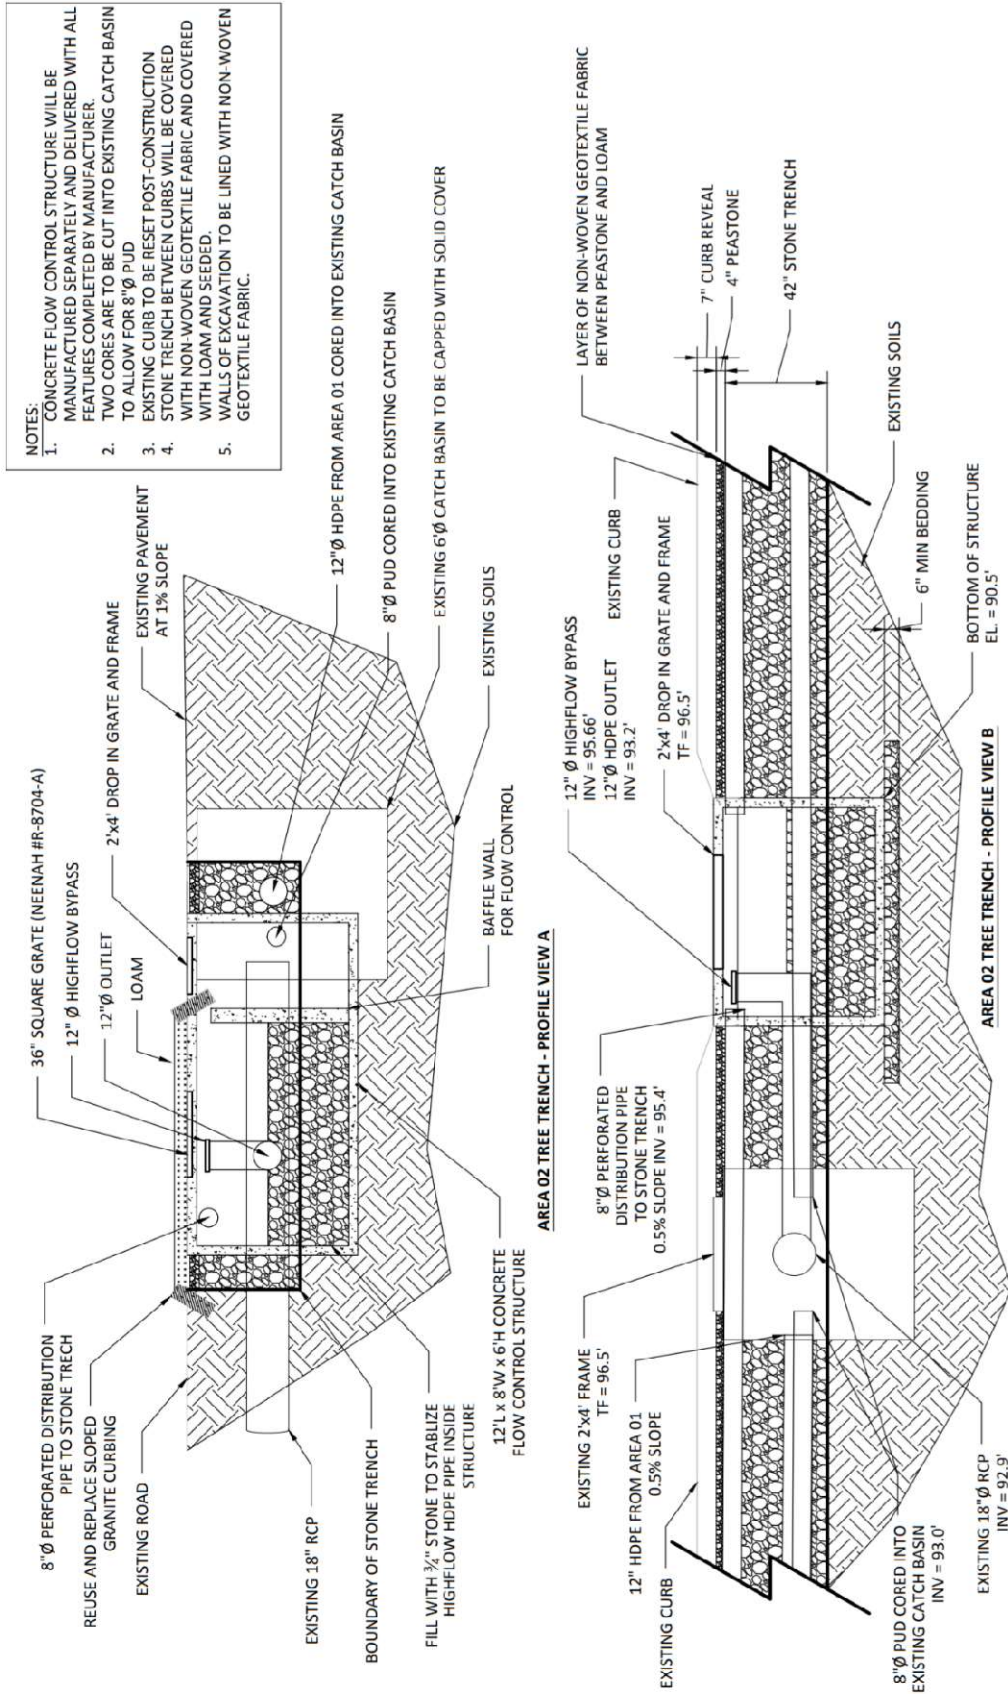 NOTES:
1. CONCRETE FLOW CONTROL STRUCTURE WILL BE
MANUFACTURED SEPARATELY AND DELIVERED WITH ALL
FEATURES COMPLETED BY MANUFACTURER.
2. TWO CORES ARE TO BE CUT INTO EXISTING CATCH BASIN
TO ALLOW FOR 8"Ø PUD
3. EXISTING CURB TO BE RESET POST-CONSTRUCTION
4. STONE TRENCH BETWEEN CURBS WILL BE COVERED
WITH NON-WOVEN GEOTEXTILE FABRIC AND COVERED
WITH LOAM AND SEEDED.
5. WALLS OF EXCAVATION TO BE LINED WITH NON-WOVEN
GEOTEXTILE FABRIC.
8"Ø PERFORATED DISTRIBUTION
PIPE TO STONE TRECH
REUSE AND REPLACE SLOPED
GRANITE CURBING
EXISTING ROAD
36" SQUARE GRATE (NEENAH #R-8704-A)
12" Ø HIGHFLOW BYPASS
12"Ø OUTLET
LOAM
2'x4' DROP IN GRATE AND FRAME
EXISTING PAVEMENT
AT 1% SLOPE
12"Ø HDPE FROM AREA 01 CORED INTO EXISTING CATCH BASIN
8"Ø PUD CORED INTO EXISTING CATCH BASIN
EXISTING 6'Ø CATCH BASIN TO BE CAPPED WITH SOLID COVER
EXISTING SOILS
BAFFLE WALL
FOR FLOW CONTROL
EXISTING 18" RCP
BOUNDARY OF STONE TRENCH
FILL WITH ¾" STONE TO STABLIZE
HIGHFLOW HDPE PIPE INSIDE
STRUCTURE
12'L x 8'W x 6'H CONCRETE
FLOW CONTROL STRUCTURE
AREA 02 TREE TRENCH - PROFILE VIEW A
EXISTING CURB
12" HDPE FROM AREA 01
0.5% SLOPE
EXISTING 2'x4' FRAME
TF = 96.5'
8"Ø PERFORATED
DISTRIBUTION PIPE
TO STONE TRENCH
0.5% SLOPE INV = 95.4'
12" Ø HIGHFLOW BYPASS
INV = 95.66'
12"Ø HDPE OUTLET
INV = 93.2'
2'x4' DROP IN GRATE AND FRAME
TF = 96.5'
EXISTING CURB
LAYER OF NON-WOVEN GEOTEXTILE FABRIC
BETWEEN PEASTONE AND LOAM
7" CURB REVEAL
4" PEASTONE
42" STONE TRENCH
EXISTING SOILS
6" MIN BEDDING
BOTTOM OF STRUCTURE
EL. = 90.5'
8"Ø PUD CORED INTO
EXISTING CATCH BASIN
INV = 93.0'
EXISTING 18"Ø RCP
INV = 92.9'
AREA 02 TREE TRENCH - PROFILE VIEW B